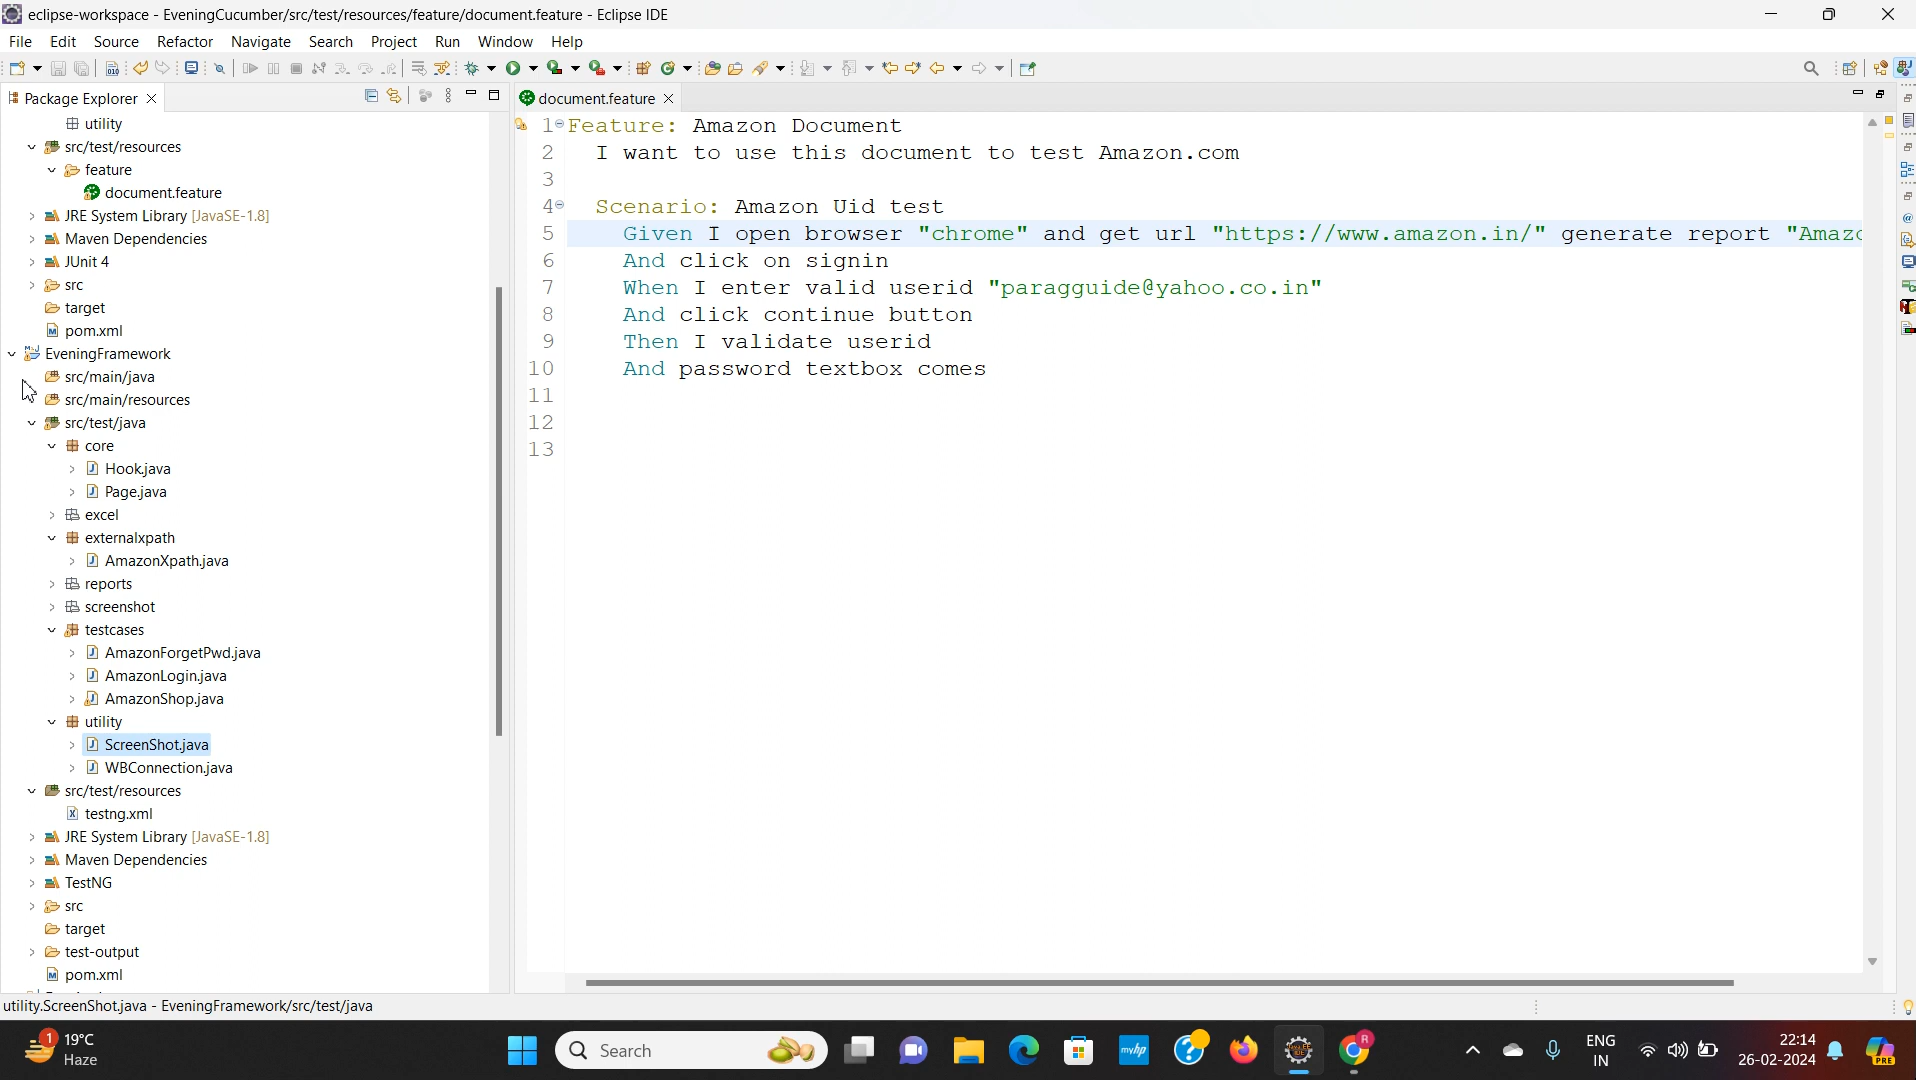 eclipse-workspace - EveningCucumber/src/test/resources/feature/document.feature - Eclipse IDE
File Edit Source Refactor Navigate Search Project Run Window Help
Package Explorer
utility
src/test/resources
feature
document.feature
JRE System Library [JavaSE-1.8]
Maven Dependencies
JUnit 4
src
target
pom.xml
EveningFramework
src/main/java
src/main/resources
src/test/java
core
Hook.java
Page.java
excel
externalxpath
AmazonXpath.java
reports
screenshot
testcases
AmazonForgetPwd.java
AmazonLogin.java
AmazonShop.java
utility
ScreenShot.java
WBConnection.java
src/test/resources
testng.xml
JRE System Library [JavaSE-1.8]
Maven Dependencies
TestNG
src
target
test-output
pom.xml
document.feature
1 Feature: Amazon Document
2 I want to use this document to test Amazon.com
3
4 Scenario: Amazon Uid test
5 Given I open browser "chrome" and get url "https://www.amazon.in/" generate report "Amazo
6 And click on signin
7 When I enter valid userid "paragguide@yahoo.co.in"
8 And click continue button
9 Then I validate userid
10 And password textbox comes
11
12
13
utility.ScreenShot.java - EveningFramework/src/test/java
1 19°C
Haze
Search
myhp
R
ENG
IN
22:14
26-02-2024
PRE